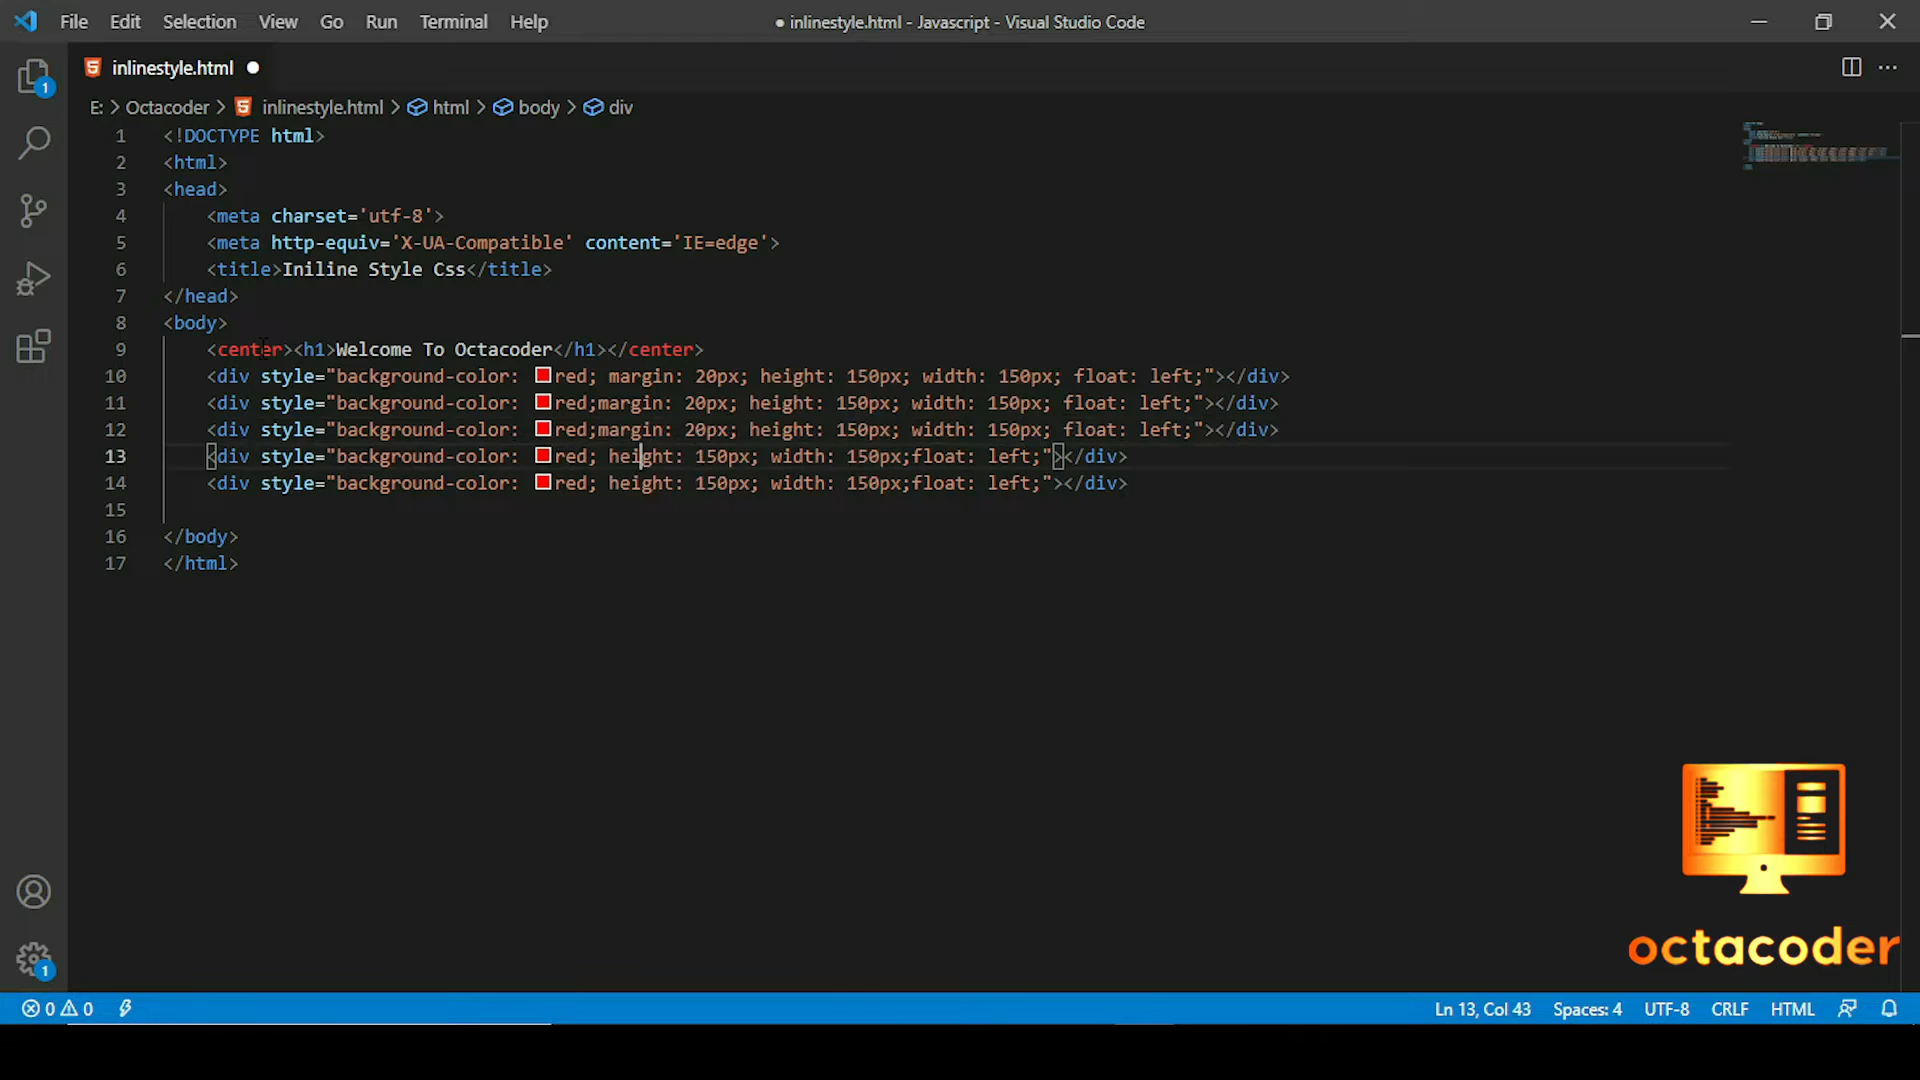 File Edit Selection View Go Run Terminal Help ● inlinestyle.html - Javascript - Visual Studio Code
1
inlinestyle.html ●
E: > Octacoder > inlinestyle.html > html > body > div
1 <!DOCTYPE html>
2 <html>
3 <head>
4 <meta charset='utf-8'>
5 <meta http-equiv='X-UA-Compatible' content='IE=edge'>
6 <title>Iniline Style Css</title>
7 </head>
8 <body>
9 <center><h1>Welcome To Octacoder</h1></center>
10 <div style="background-color: red; margin: 20px; height: 150px; width: 150px; float: left;"></div>
11 <div style="background-color: red;margin: 20px; height: 150px; width: 150px; float: left;"></div>
12 <div style="background-color: red;margin: 20px; height: 150px; width: 150px; float: left;"></div>
13 <div style="background-color: red; height: 150px; width: 150px;float: left;"></div>
14 <div style="background-color: red; height: 150px; width: 150px;float: left;"></div>
15
16 </body>
17 </html>
octacoder
1
0 0 Ln 13, Col 43 Spaces: 4 UTF-8 CRLF HTML